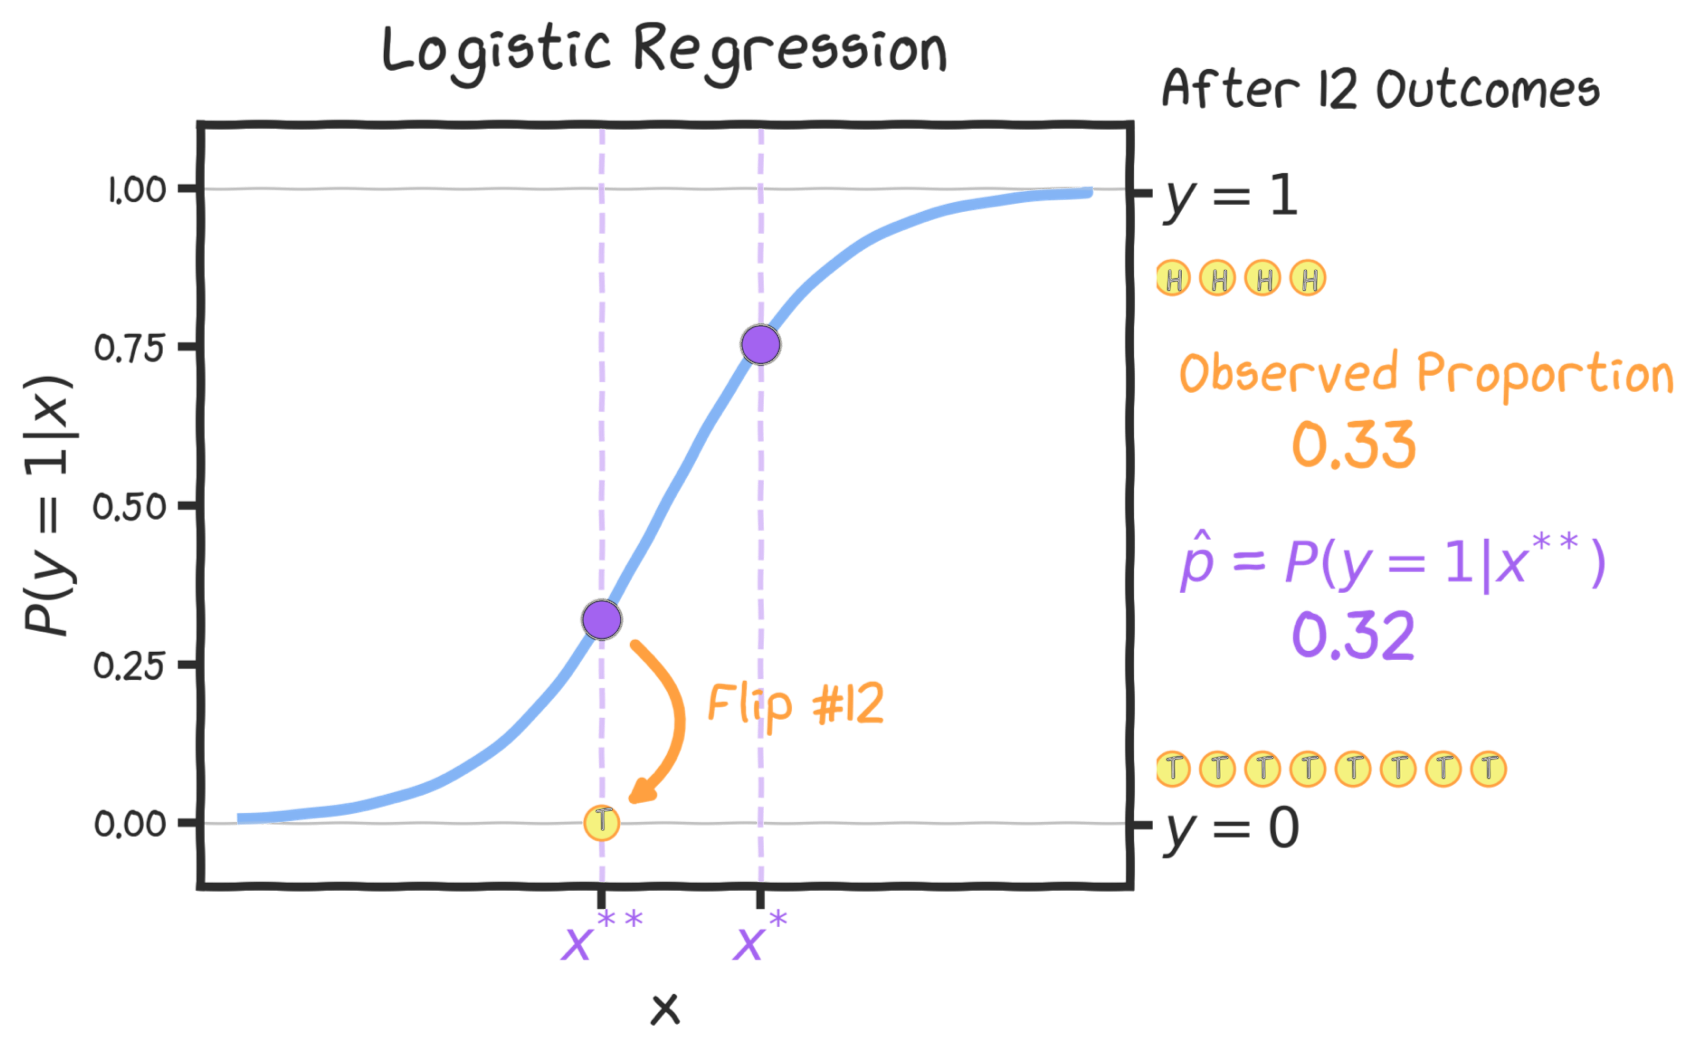 Logistic Regression
After 12 Outcomes
1.00
0.75
0.50
0.25
0.00
P(y = 1|x)
y = 1
H H H H
Observed Proportion
0.33
p̂ = P(y = 1|x**)
0.32
Flip #12
T
T T T T T T T T
y = 0
x** x*
x